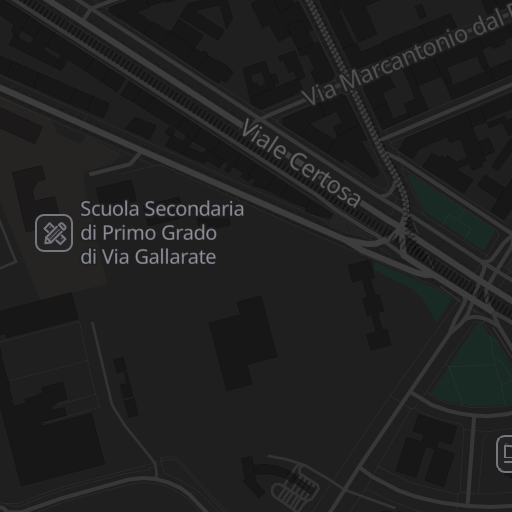 Via Marcantonio dal
Viale Certosa
Scuola Secondaria
di Primo Grado
di Via Gallarate